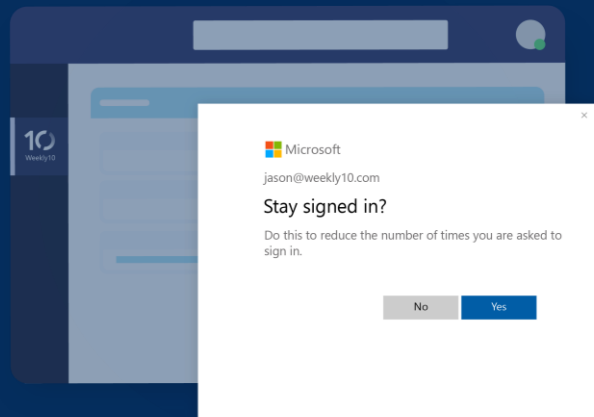 10
Weekly10
×
Microsoft
jason@weekly10.com
Stay signed in?
Do this to reduce the number of times you are asked to
sign in.
No
Yes